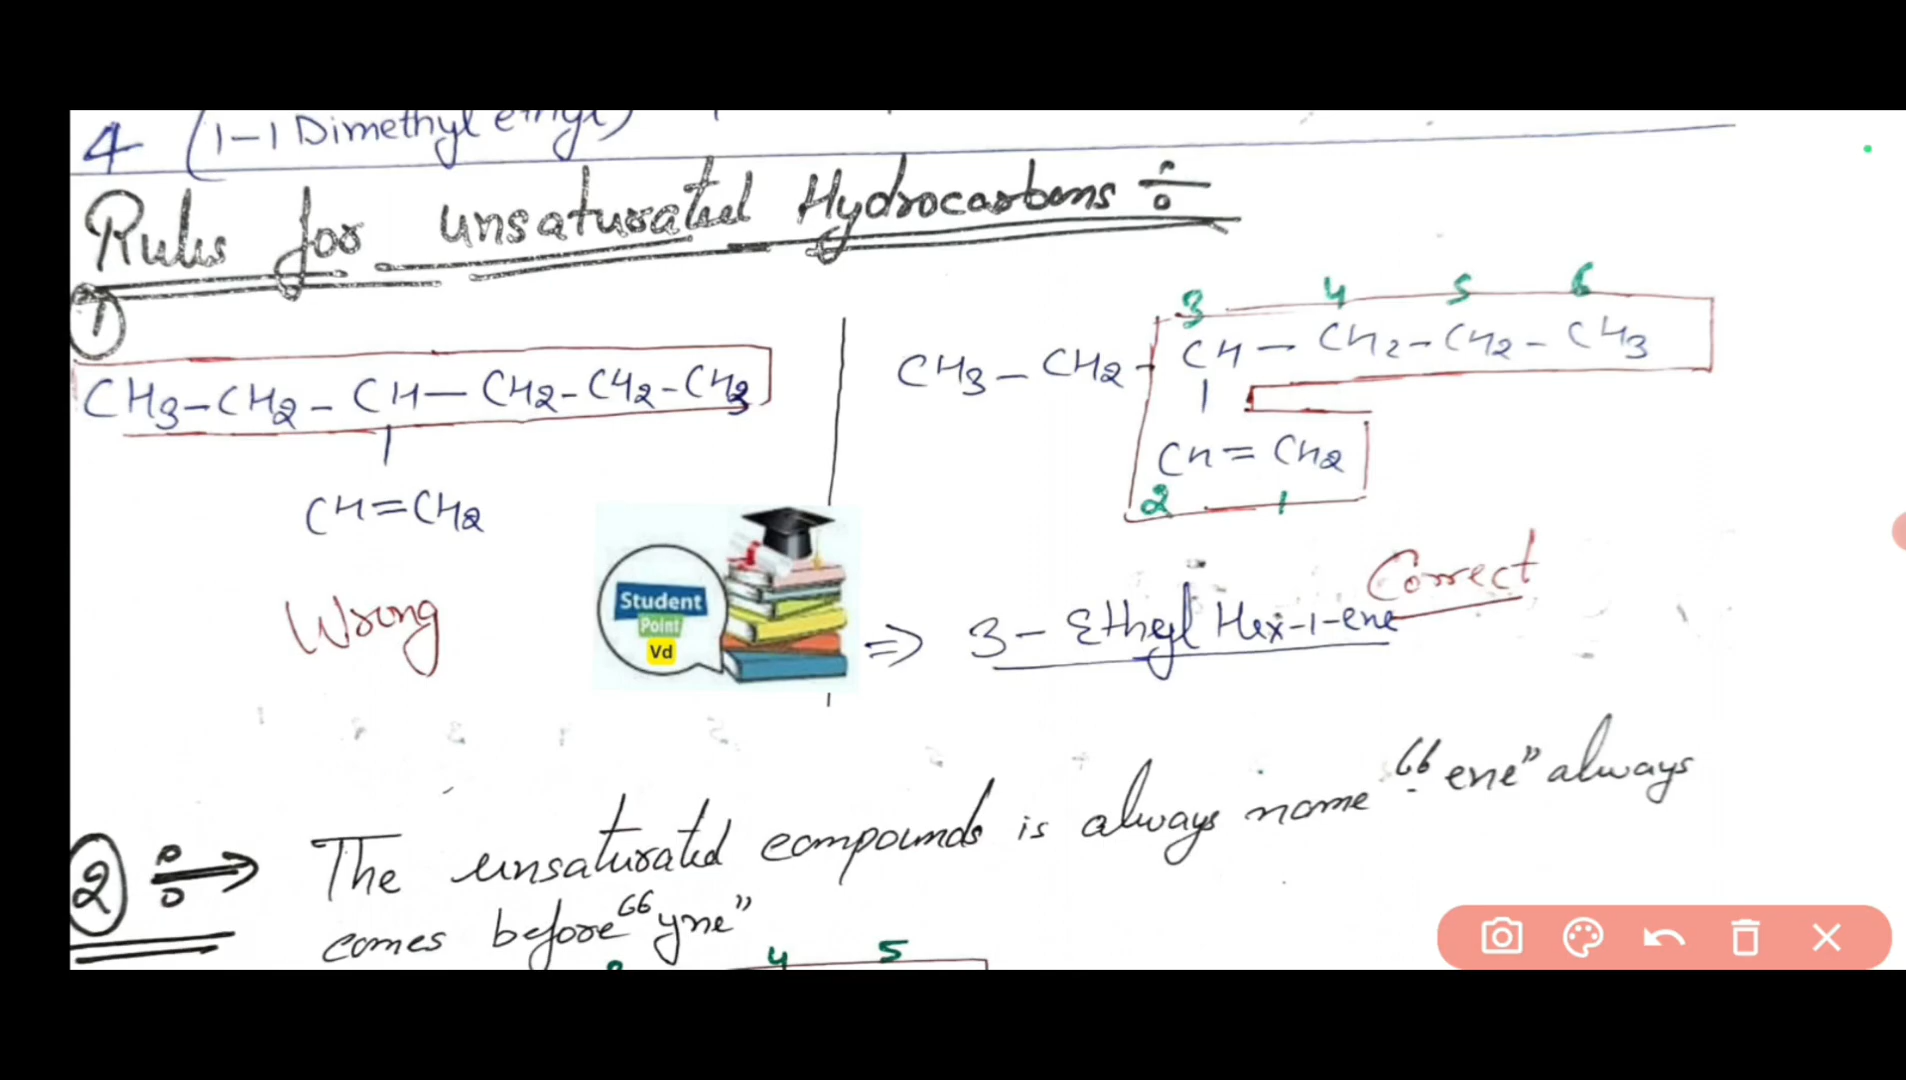 4 (1-1 Dimethyl ethyl)
Rules for unsaturated Hydrocarbons ÷
1
CH3-CH2-CH-CH2-CH2-CH3
|
CH=CH2
Wrong
3 4 5 6
CH3-CH2-CH-CH2-CH2-CH3
|
CH=CH2
2 1
Correct
⇒ 3-Ethyl Hex-1-ene
Student
Point
Vd
2 ÷⇒ The unsaturated compounds is always name "ene" always
comes before "yne"
4 5